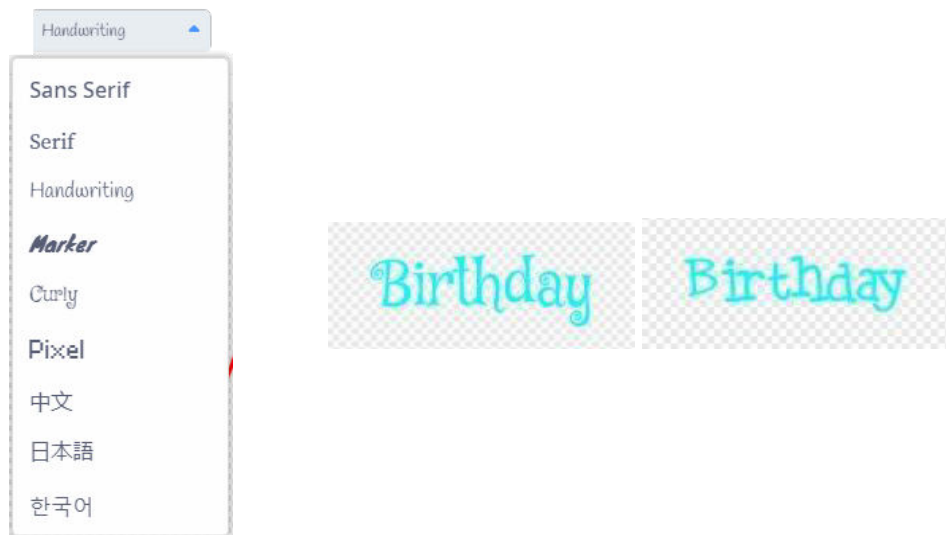 Handwriting
Sans Serif
Serif
Handwriting
Marker
Curly
Pixel
中文
日本語
한국어
Birthday
Birthday